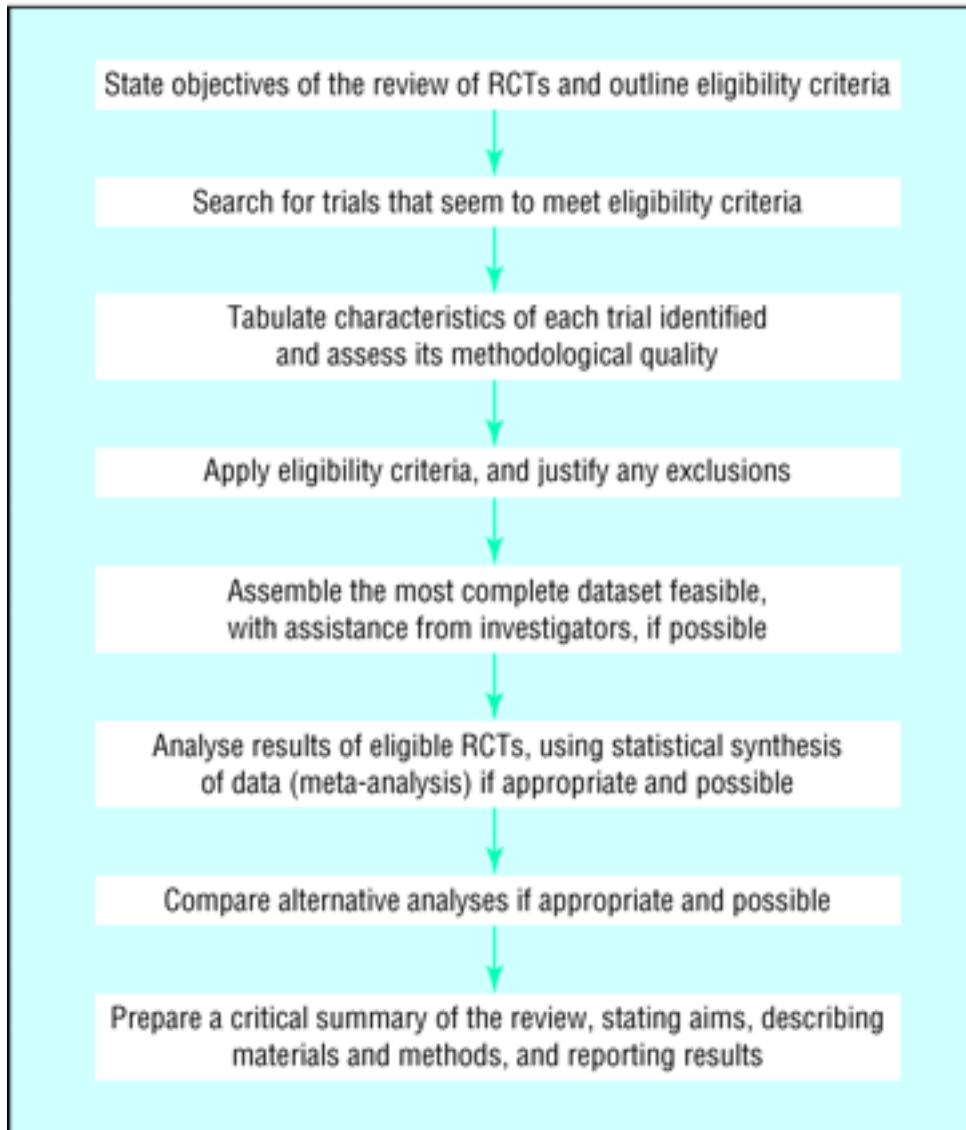 State objectives of the review of RCTs and outline eligibility criteria
Search for trials that seem to meet eligibility criteria
Tabulate characteristics of each trial identified
and assess its methodological quality
Apply eligibility criteria, and justify any exclusions
Assemble the most complete dataset feasible,
with assistance from investigators, if possible
Analyse results of eligible RCTs, using statistical synthesis
of data (meta-analysis) if appropriate and possible
Compare alternative analyses if appropriate and possible
Prepare a critical summary of the review, stating aims, describing
materials and methods, and reporting results